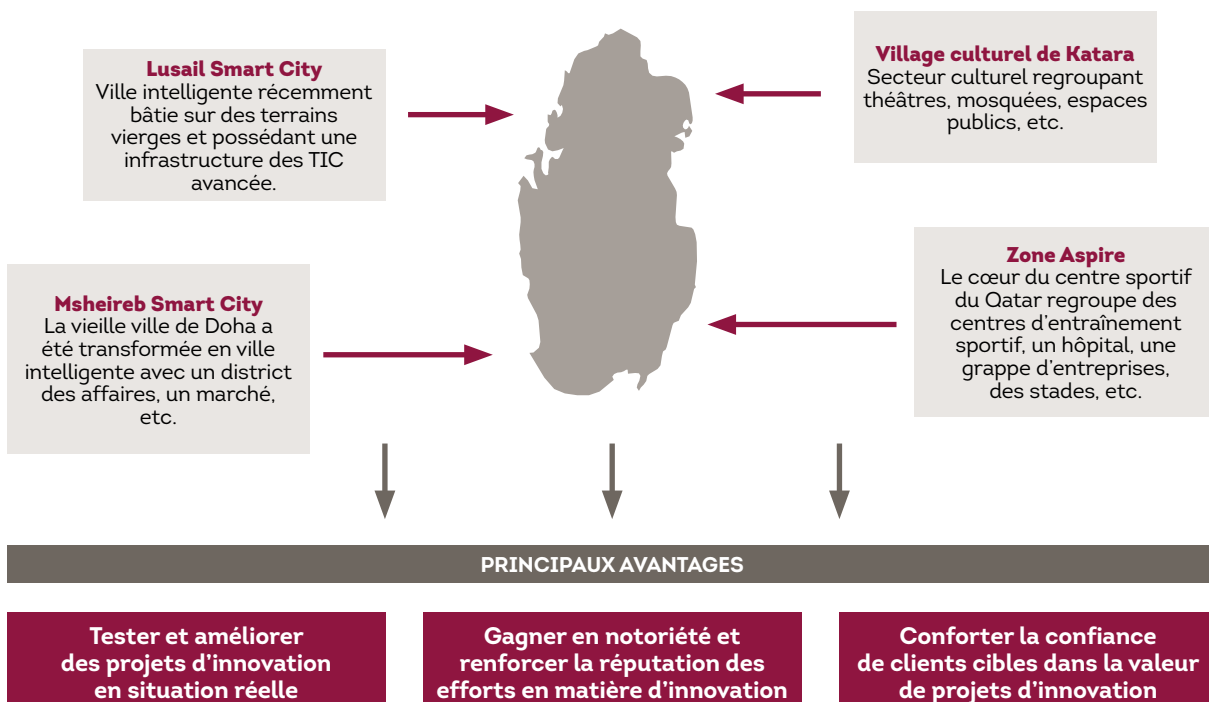 Lusail Smart City
Ville intelligente récemment
bâtie sur des terrains
vierges et possédant une
infrastructure des TIC
avancée.
Village culturel de Katara
Secteur culturel regroupant
théâtres, mosquées, espaces
publics, etc.
Msheireb Smart City
La vieille ville de Doha a
été transformée en ville
intelligente avec un district
des affaires, un marché,
etc.
Zone Aspire
Le cœur du centre sportif
du Qatar regroupe des
centres d’entraînement
sportif, un hôpital, une
grappe d’entreprises,
des stades, etc.
PRINCIPAUX AVANTAGES
Tester et améliorer
des projets d’innovation
en situation réelle
Gagner en notoriété et
renforcer la réputation des
efforts en matière d’innovation
Conforter la confiance
de clients cibles dans la valeur
de projets d’innovation